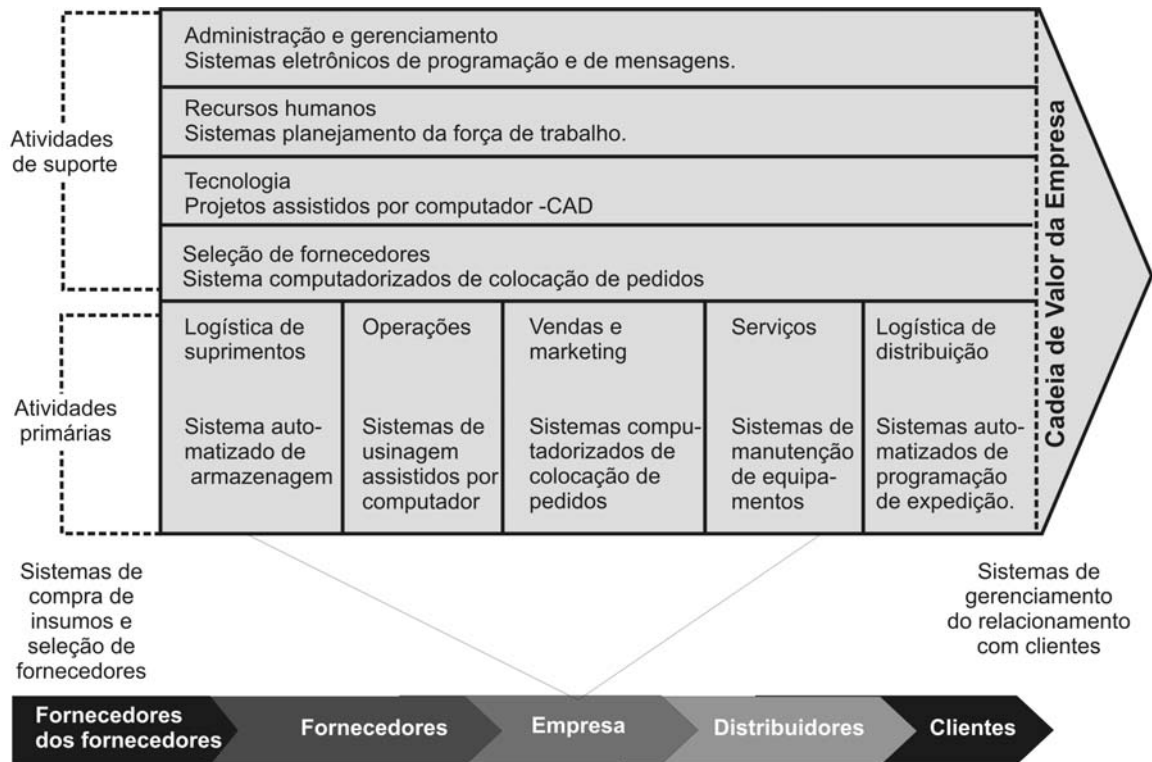 Administração e gerenciamento
Sistemas eletrônicos de programação e de mensagens.
Recursos humanos
Sistemas planejamento da força de trabalho.
Atividades
de suporte
Tecnologia
Projetos assistidos por computador -CAD
Seleção de fornecedores
Sistema computadorizados de colocação de pedidos
Cadeia de Valor da Empresa
Atividades
primárias
Logística de
suprimentos
Sistema auto-
matizado de
armazenagem
Operações
Sistemas de
usinagem
assistidos por
computador
Vendas e
marketing
Sistemas compu-
tadorizados de
colocação de
pedidos
Serviços
Sistemas de
manutenção
de equipa-
mentos
Logística de
distribuição
Sistemas auto-
matizados de
programação
de expedição.
Sistemas de
compra de
insumos e
seleção de
fornecedores
Sistemas de
gerenciamento
do relacionamento
com clientes
Fornecedores
dos fornecedores
Fornecedores
Empresa
Distribuidores
Clientes